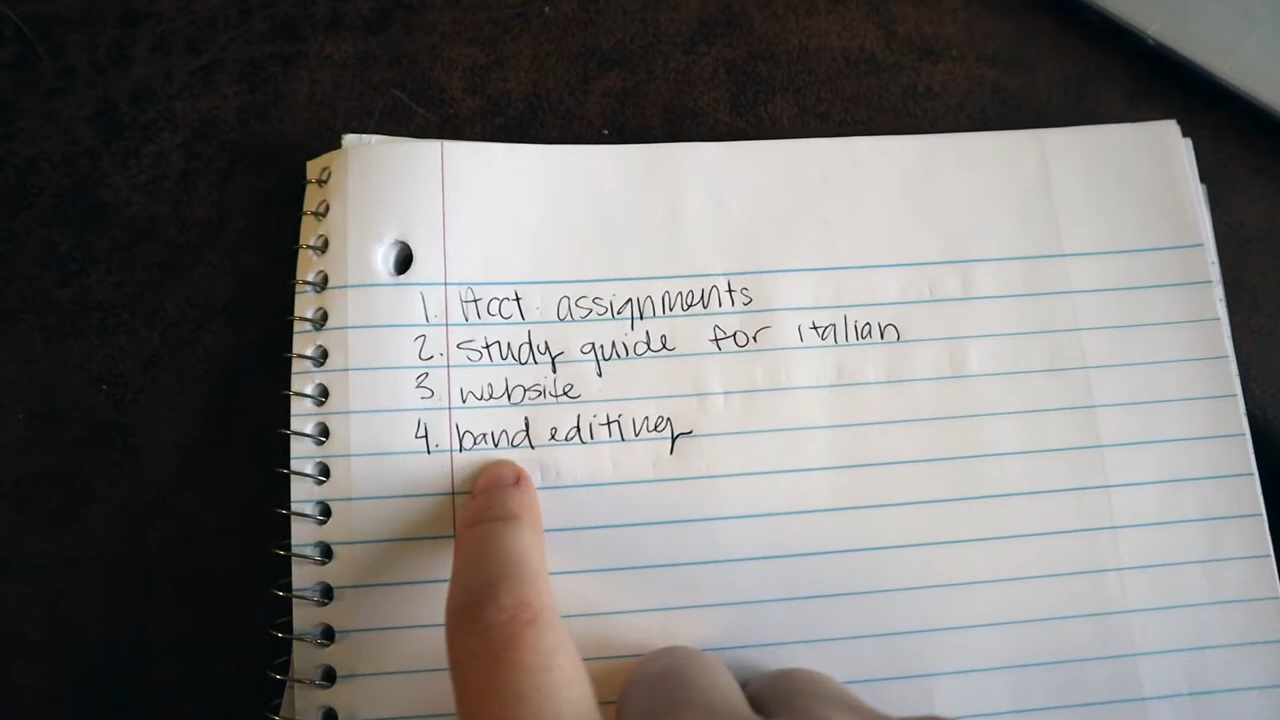 1. Acct. assignments
2. study guide for italian
3. website
4. band editing